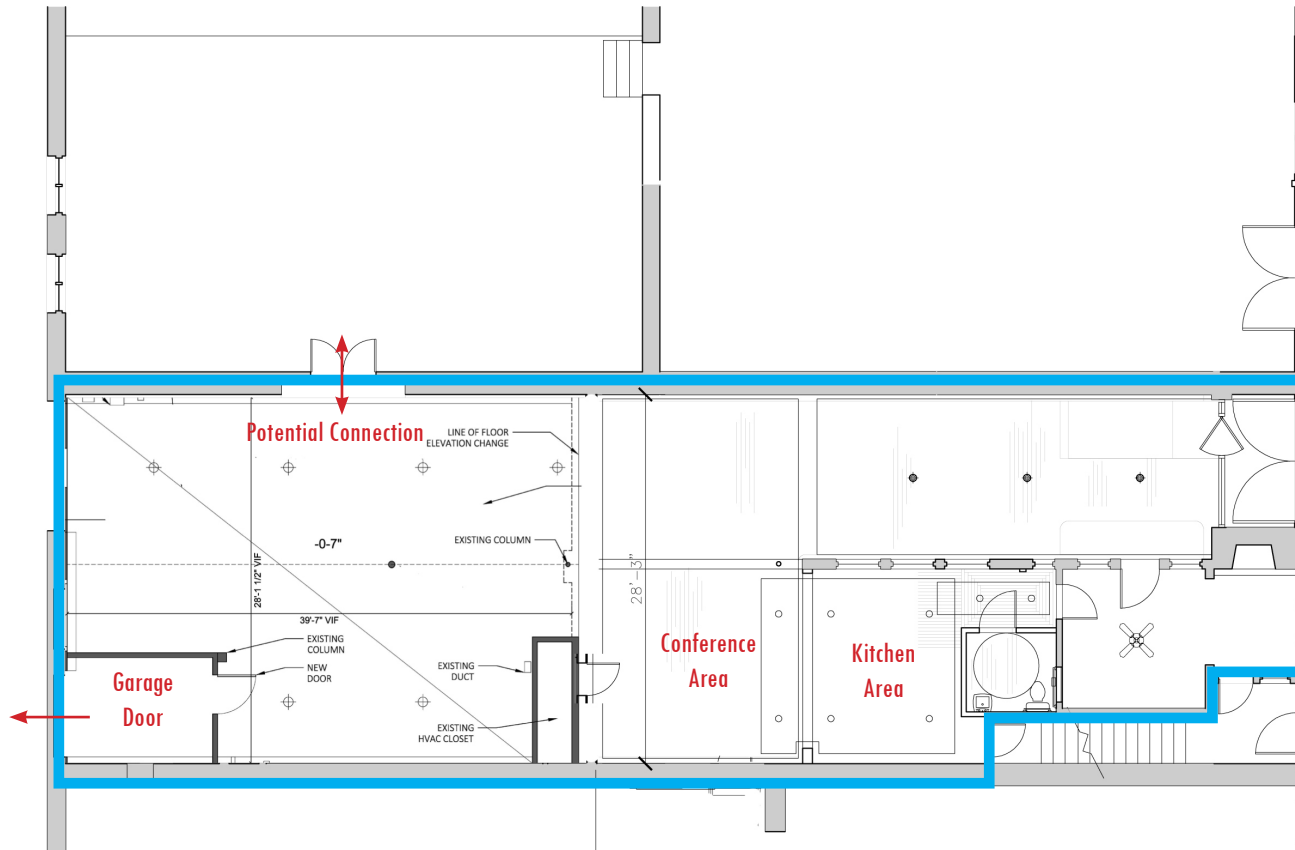 Potential Connection
LINE OF FLOOR
ELEVATION CHANGE
EXISTING COLUMN
-0-7"
28'-1 1/2" VIF
39'-7" VIF
28'-3"
EXISTING
COLUMN
NEW
DOOR
EXISTING
DUCT
EXISTING
HVAC CLOSET
Garage
Door
Conference
Area
Kitchen
Area